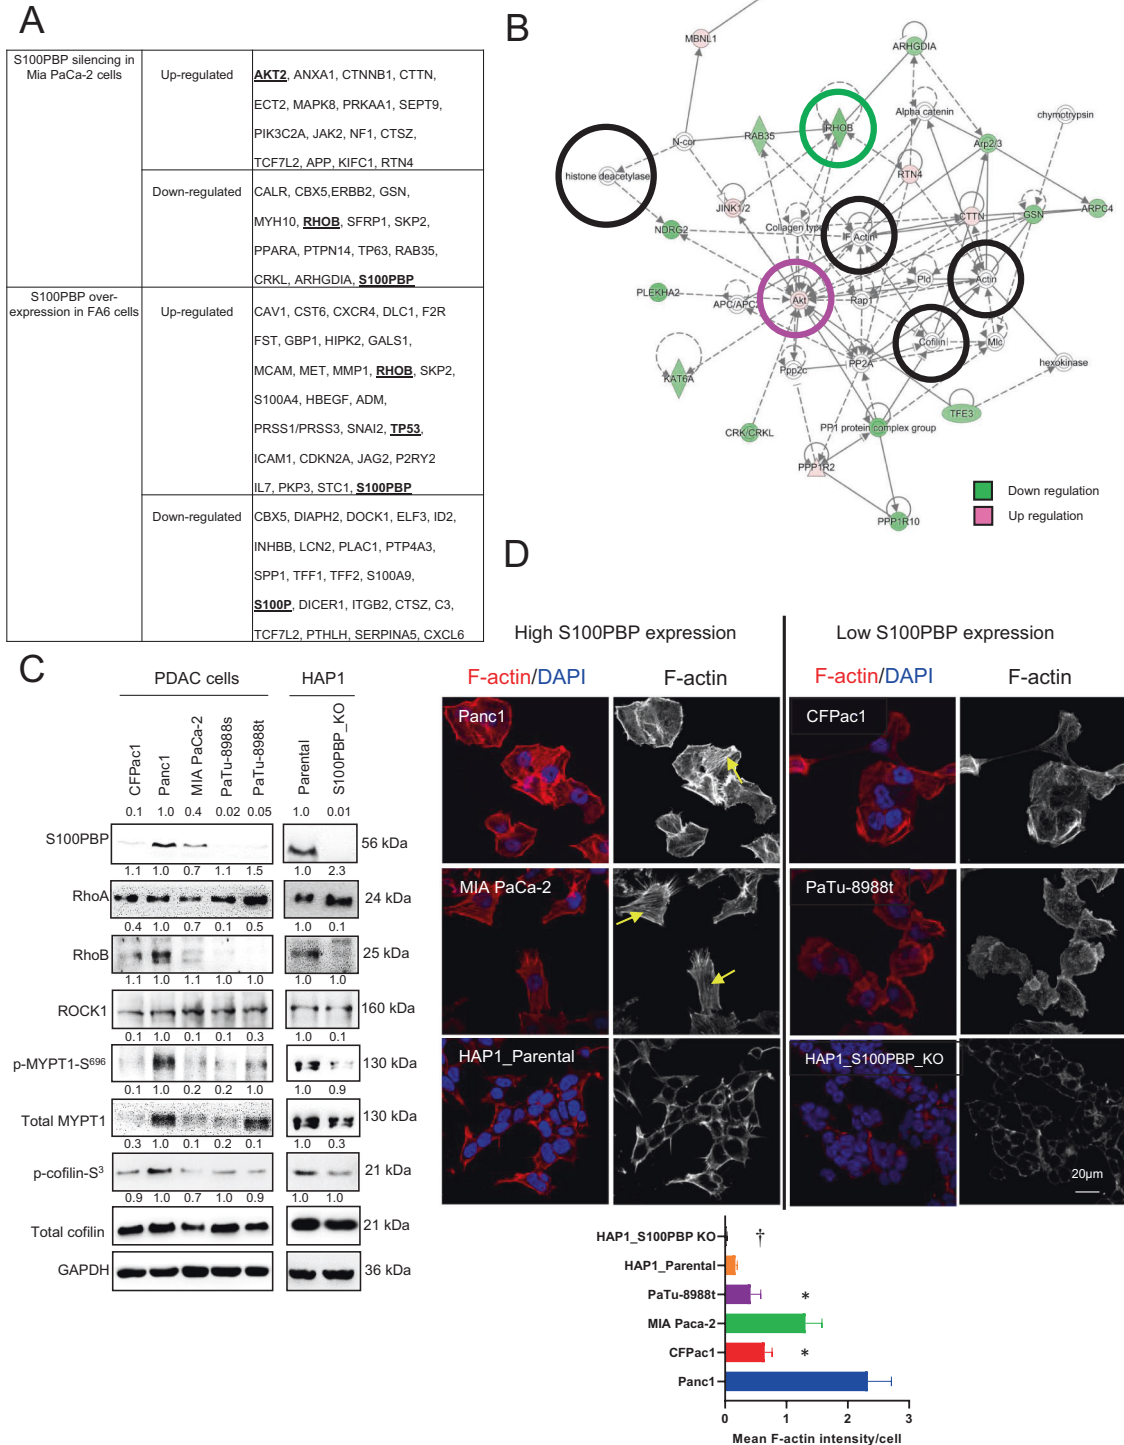 A
S100PBP silencing in
Mia PaCa-2 cells
Up-regulated
AKT2, ANXA1, CTNNB1, CTTN,
ECT2, MAPK8, PRKAA1, SEPT9,
PIK3C2A, JAK2, NF1, CTSZ,
TCF7L2, APP, KIFC1, RTN4
Down-regulated
CALR, CBX5,ERBB2, GSN,
MYH10, RHOB, SFRP1, SKP2,
PPARA, PTPN14, TP63, RAB35,
CRKL, ARHGDIA, S100PBP
S100PBP over-
expression in FA6 cells
Up-regulated
CAV1, CST6, CXCR4, DLC1, F2R
FST, GBP1, HIPK2, GALS1,
MCAM, MET, MMP1, RHOB, SKP2,
S100A4, HBEGF, ADM,
PRSS1/PRSS3, SNAI2, TP53,
ICAM1, CDKN2A, JAG2, P2RY2
IL7, PKP3, STC1, S100PBP
Down-regulated
CBX5, DIAPH2, DOCK1, ELF3, ID2,
INHBB, LCN2, PLAC1, PTP4A3,
SPP1, TFF1, TFF2, S100A9,
S100P, DICER1, ITGB2, CTSZ, C3,
TCF7L2, PTHLH, SERPINA5, CXCL6
B
MBNL1
ARHGDIA
Alpha catenin
chymotrypsin
RHOB
RAB35
N-cor
Arp2/3
histone deacetylase
RTN4
JINK1/2
CTTN
GSN
ARPC4
NDRG2
Collagen type I
F Actin
PLEKHA2
APC/APC2
Akt
Rap1
Pld
Actin
Cofilin
Mlc
KAT6A
Ppp2c
PP2A
hexokinase
TFE3
CRK/CRKL
PP1 protein complex group
PPP1R2
PPP1R10
Down regulation
Up regulation
C
PDAC cells
HAP1
CFPac1
Panc1
MIA PaCa-2
PaTu-8988s
PaTu-8988t
Parental
S100PBP_KO
0.1 1.0 0.4 0.02 0.05 1.0 0.01
S100PBP 56 kDa
1.1 1.0 0.7 1.1 1.5 1.0 2.3
RhoA 24 kDa
0.4 1.0 0.7 0.1 0.5 1.0 0.1
RhoB 25 kDa
1.1 1.0 1.1 1.0 1.0 1.0 1.0
ROCK1 160 kDa
0.1 1.0 0.1 0.1 0.3 1.0 0.1
p-MYPT1-S⁶⁹⁶ 130 kDa
0.1 1.0 0.2 0.2 1.0 1.0 0.9
Total MYPT1 130 kDa
0.3 1.0 0.1 0.2 0.1 1.0 0.3
p-cofilin-S³ 21 kDa
0.9 1.0 0.7 1.0 0.9 1.0 1.0
Total cofilin 21 kDa
GAPDH 36 kDa
D
High S100PBP expression
Low S100PBP expression
F-actin/DAPI
F-actin
F-actin/DAPI
F-actin
Panc1
CFPac1
MIA PaCa-2
PaTu-8988t
HAP1_Parental
HAP1_S100PBP_KO
20µm
HAP1_S100PBP KO †
HAP1_Parental
PaTu-8988t *
MIA Paca-2
CFPac1 *
Panc1
0 1 2 3
Mean F-actin intensity/cell